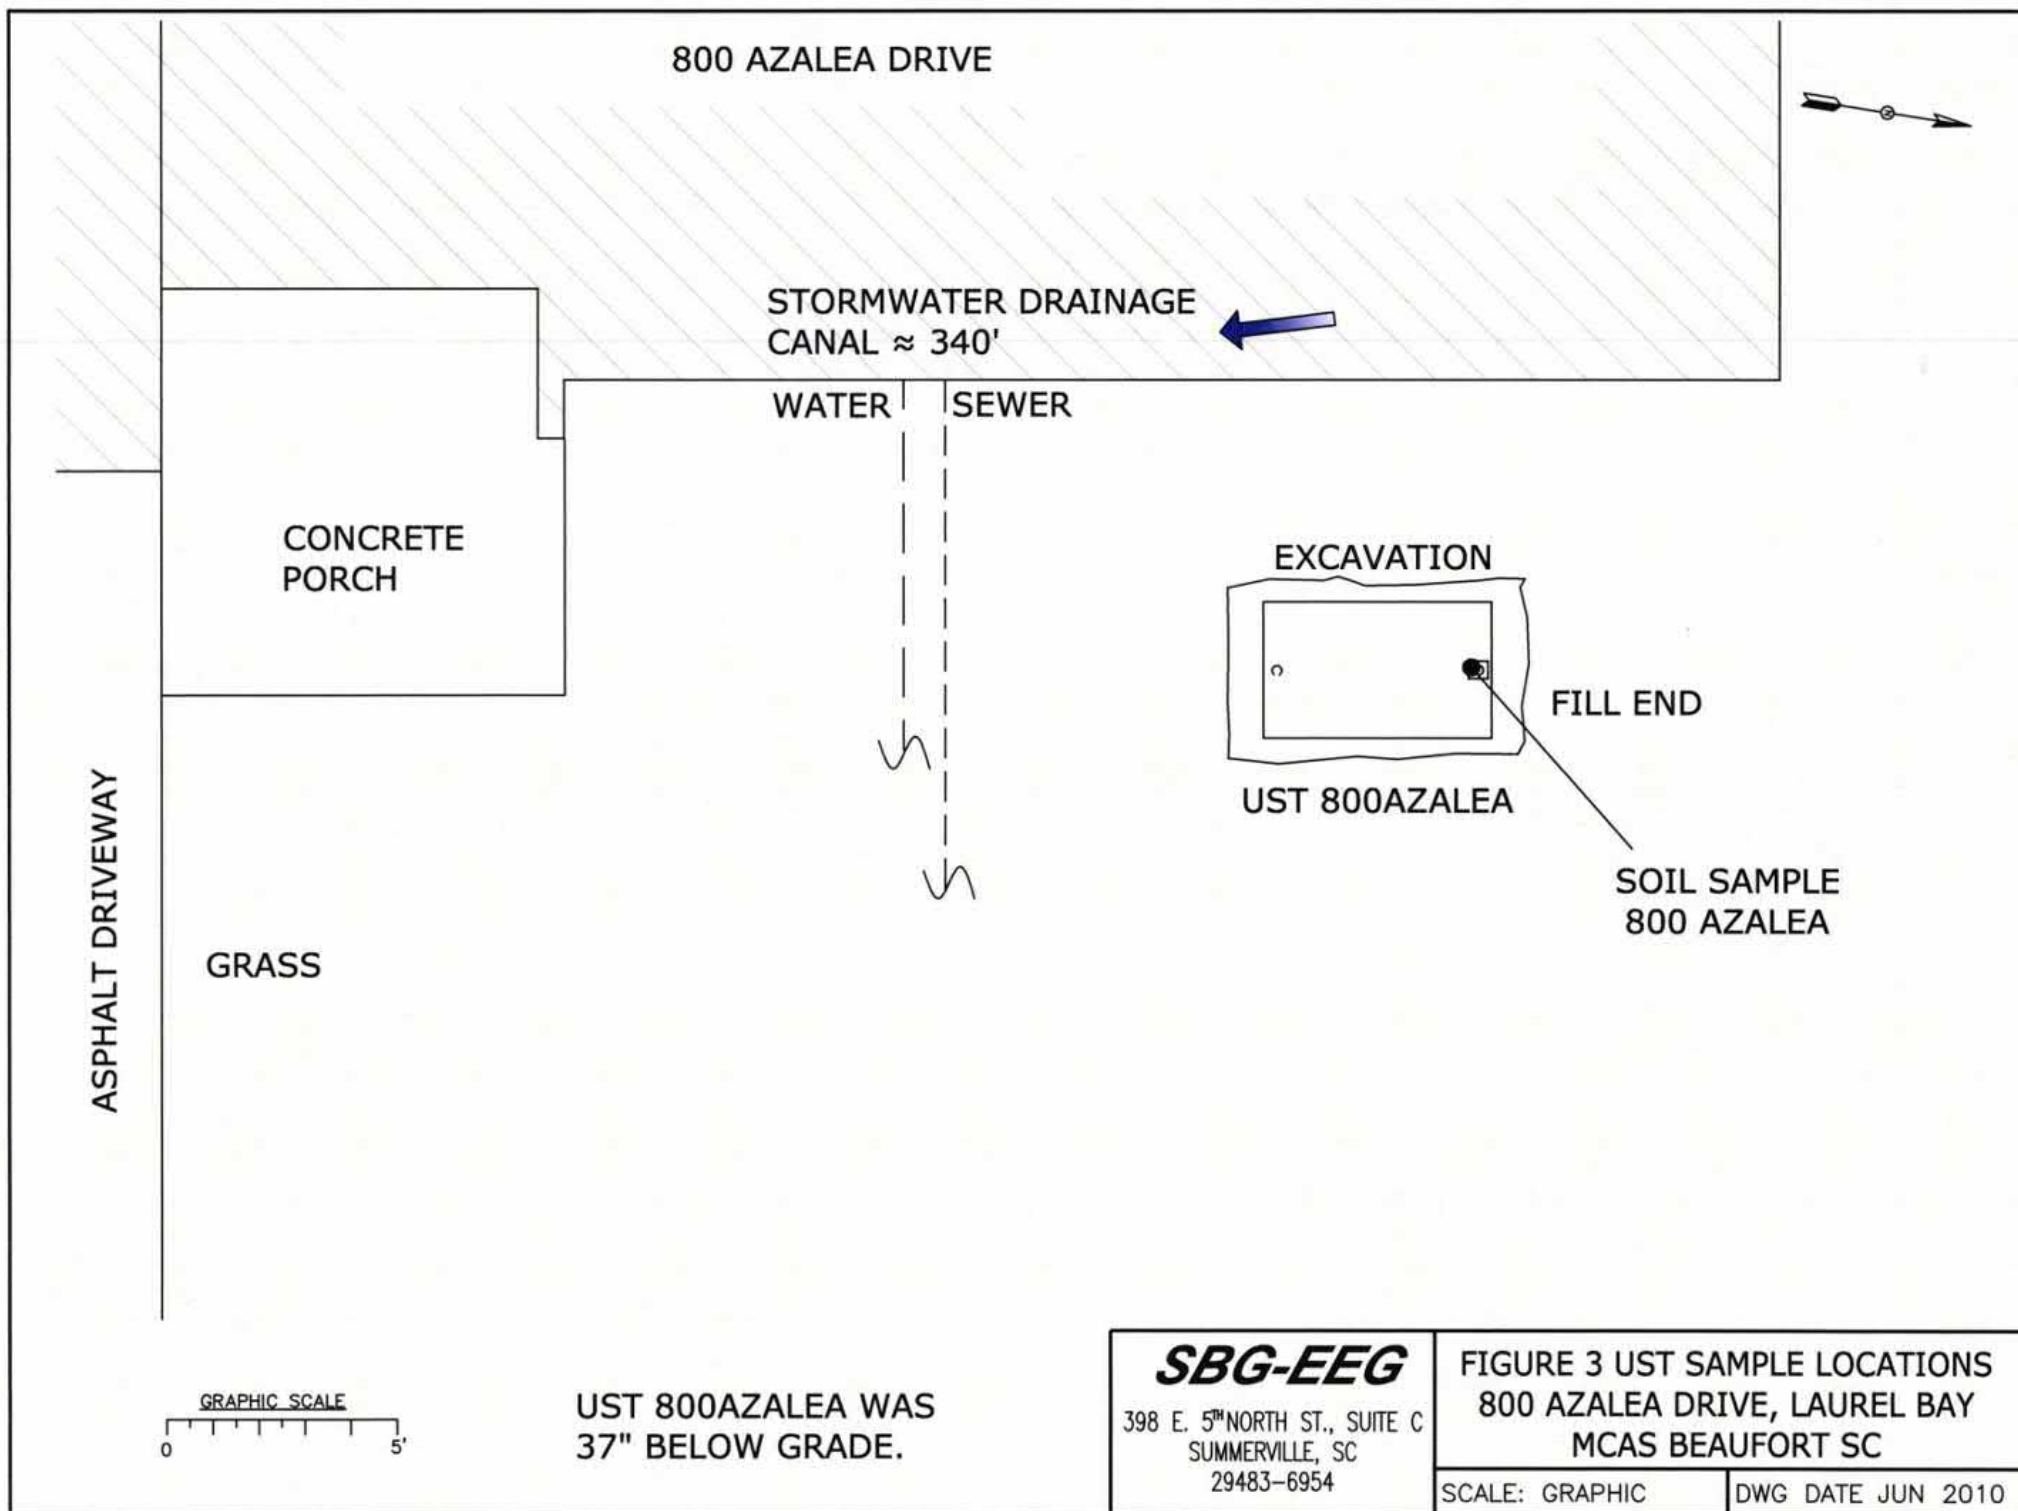 800 AZALEA DRIVE
N
STORMWATER DRAINAGE
CANAL ≈ 340'
WATER
SEWER
CONCRETE
PORCH
EXCAVATION
C
FILL END
UST 800AZALEA
SOIL SAMPLE
800 AZALEA
ASPHALT DRIVEWAY
GRASS
GRAPHIC SCALE
0 5'
UST 800AZALEA WAS
37" BELOW GRADE.
SBG-EEG
398 E. 5TH NORTH ST., SUITE C
SUMMERVILLE, SC
29483-6954
FIGURE 3 UST SAMPLE LOCATIONS
800 AZALEA DRIVE, LAUREL BAY
MCAS BEAUFORT SC
SCALE: GRAPHIC
DWG DATE JUN 2010